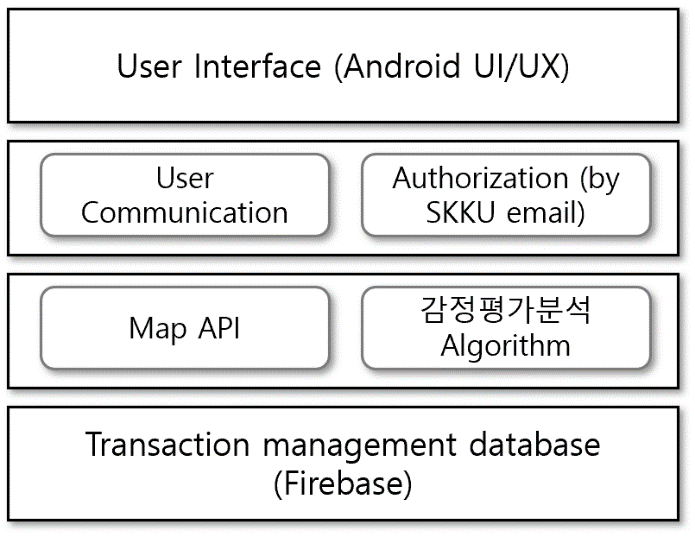 User Interface (Android UI/UX)
User
Communication
Authorization (by
SKKU email)
Map API
감정평가분석
Algorithm
Transaction management database
(Firebase)